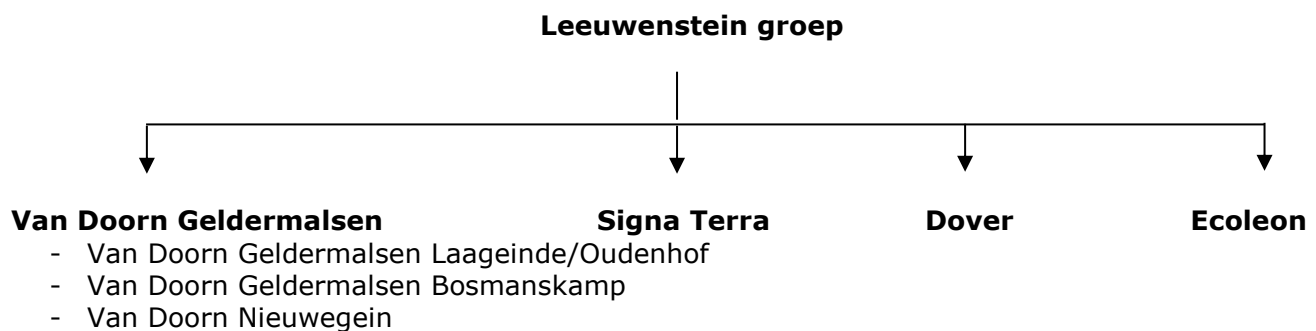 Leeuwenstein groep
Van Doorn Geldermalsen Signa Terra Dover Ecoleon
- Van Doorn Geldermalsen Laageinde/Oudenhof
- Van Doorn Geldermalsen Bosmanskamp
- Van Doorn Nieuwegein